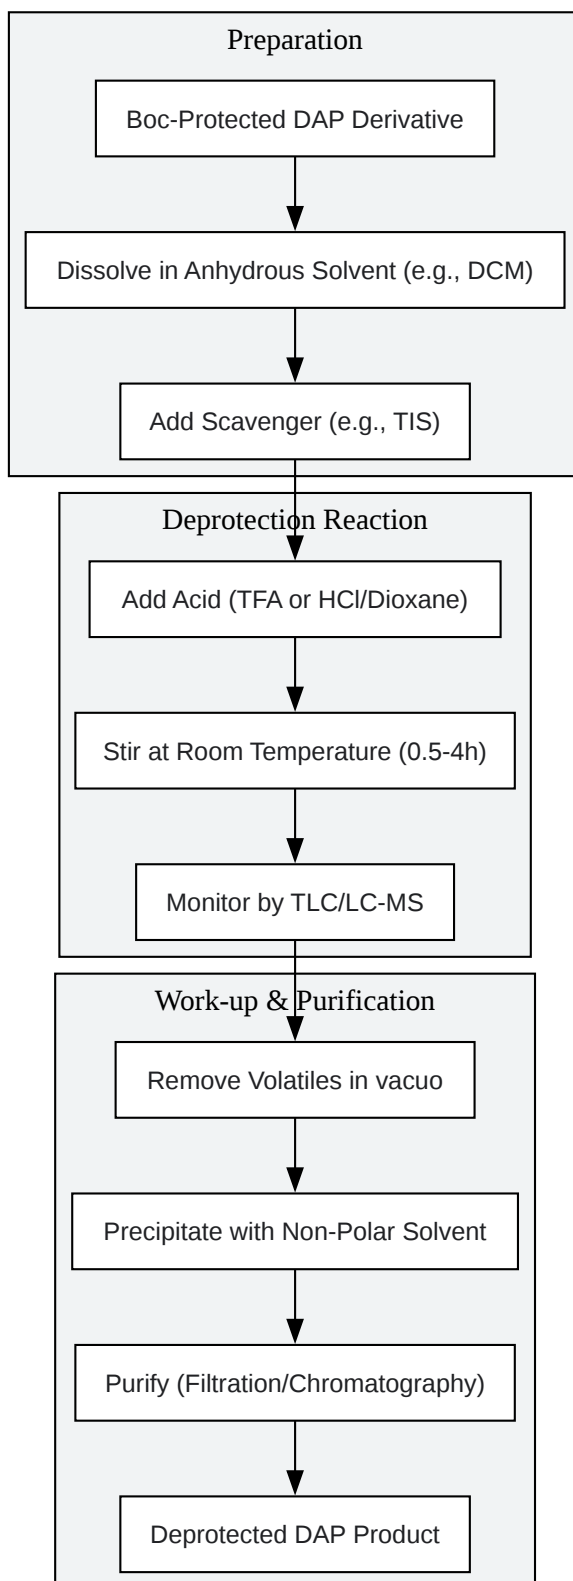 Preparation
Boc-Protected DAP Derivative
Dissolve in Anhydrous Solvent (e.g., DCM)
Add Scavenger (e.g., TIS)
Deprotection Reaction
Add Acid (TFA or HCl/Dioxane)
Stir at Room Temperature (0.5-4h)
Monitor by TLC/LC-MS
Work-up & Purification
Remove Volatiles in vacuo
Precipitate with Non-Polar Solvent
Purify (Filtration/Chromatography)
Deprotected DAP Product